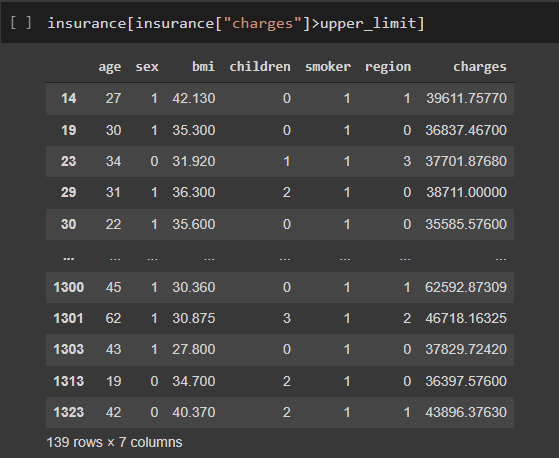 [ ] insurance[insurance["charges"]>upper_limit]
age sex bmi children smoker region charges
14 27 1 42.130 0 1 1 39611.75770
19 30 1 35.300 0 1 0 36837.46700
23 34 0 31.920 1 1 3 37701.87680
29 31 1 36.300 2 1 0 38711.00000
30 22 1 35.600 0 1 0 35585.57600
... ... ... ... ... ... ... ...
1300 45 1 30.360 0 1 1 62592.87309
1301 62 1 30.875 3 1 2 46718.16325
1303 43 1 27.800 0 1 0 37829.72420
1313 19 0 34.700 2 1 0 36397.57600
1323 42 0 40.370 2 1 1 43896.37630
139 rows × 7 columns